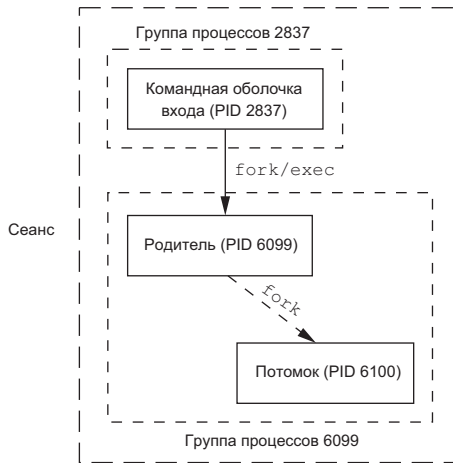 Группа процессов 2837
Командная оболочка
входа (PID 2837)
fork/exec
Сеанс
Родитель (PID 6099)
fork
Потомок (PID 6100)
Группа процессов 6099